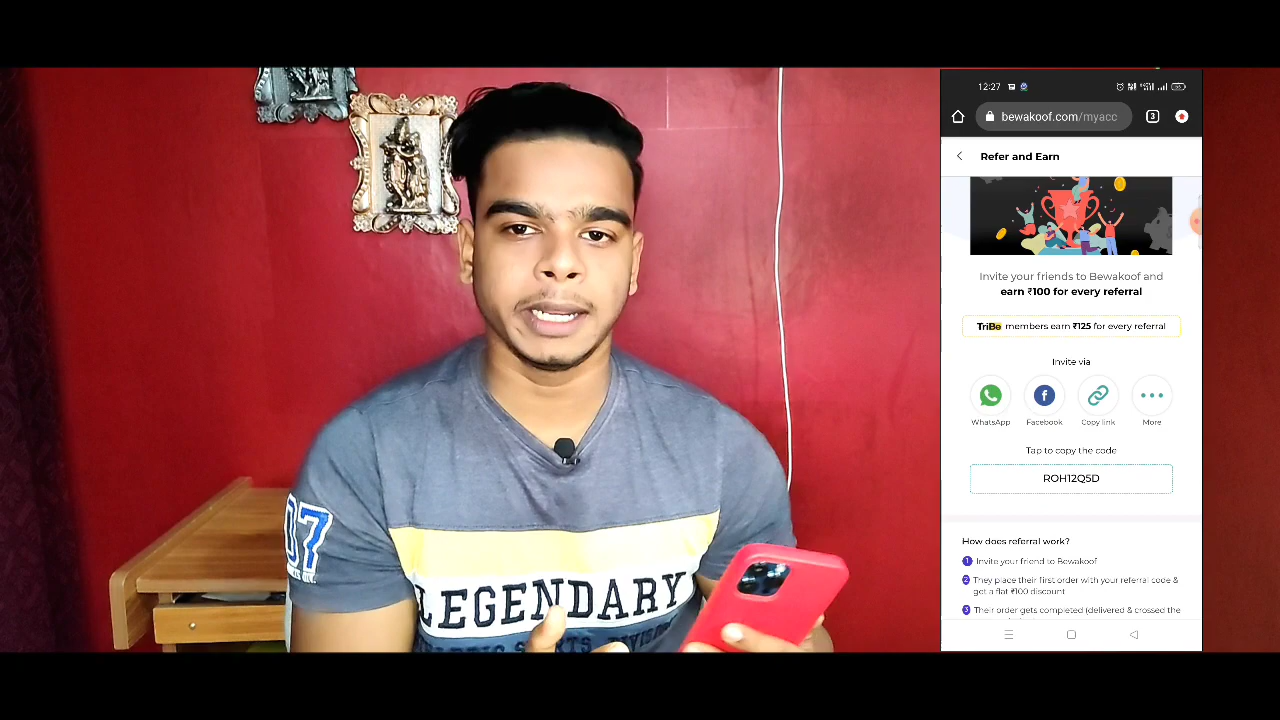 07
LEGENDARY
12:27
bewakoof.com/myacc
3
Refer and Earn
Invite your friends to Bewakoof and
earn ₹100 for every referral
TriBe members earn ₹125 for every referral
Invite via
WhatsApp
Facebook
Copy link
More
Tap to copy the code
ROH12Q5D
How does referral work?
1 Invite your friend to Bewakoof
2 They place their first order with your referral code &
get a flat ₹100 discount
3 Their order gets completed (delivered & crossed the